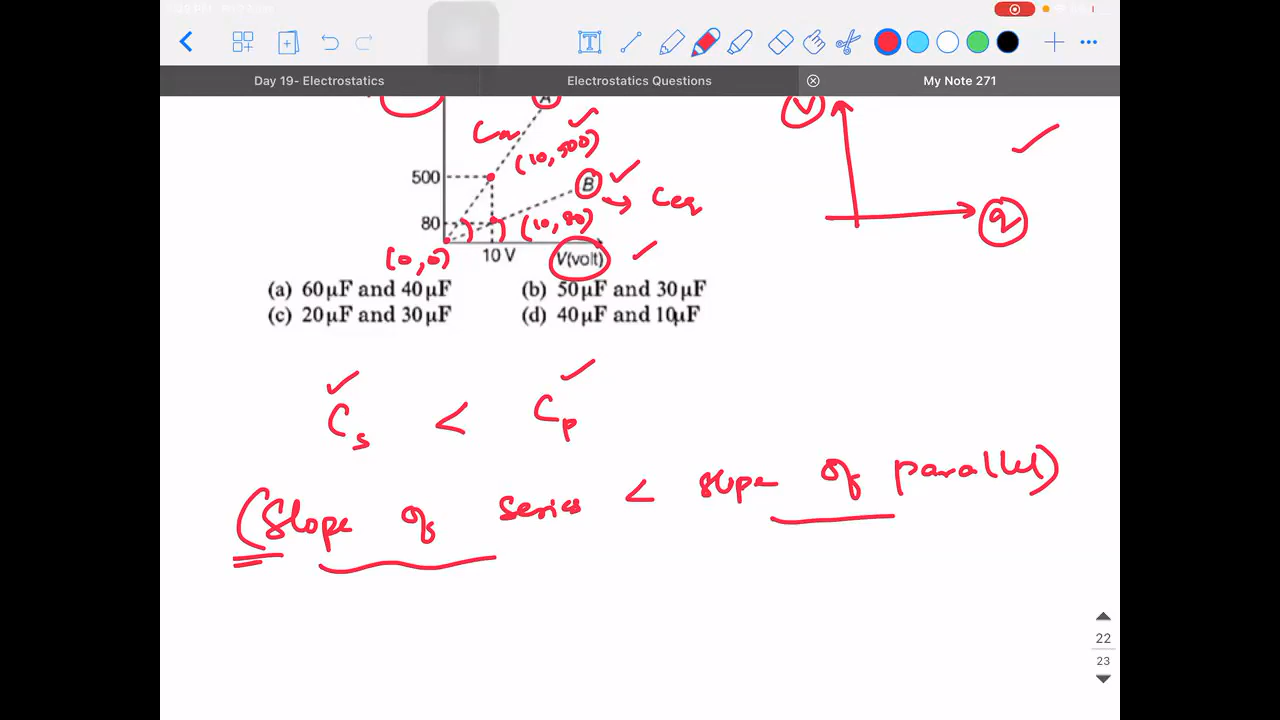 Day 19- Electrostatics Electrostatics Questions My Note 271
A V
(10, 500)
500 B
→ Ceq
80 (10, 80) q
(0,0) 10 V V(volt)
(a) 60μF and 40μF (b) 50μF and 30μF
(c) 20μF and 30μF (d) 40μF and 10μF
Cs < Cp
(Slope of series < slope of parallel)
22
23